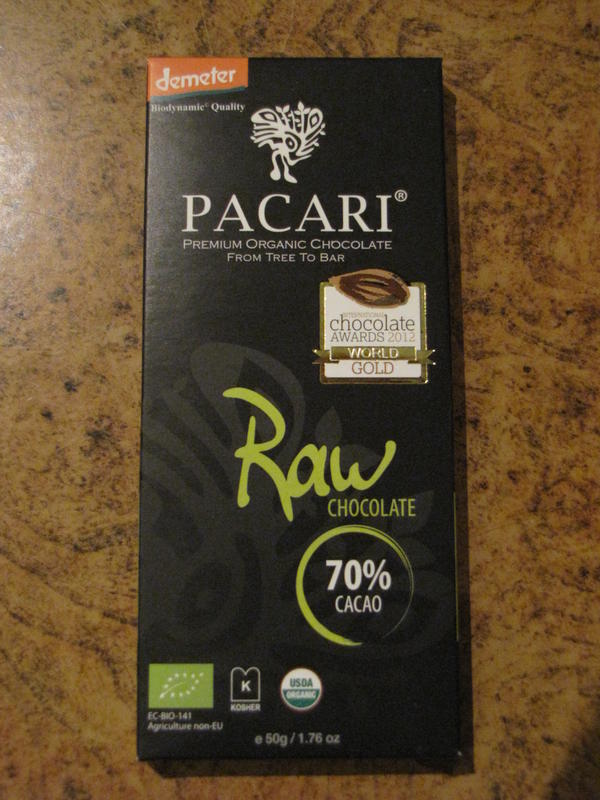 demeter
Biodynamic® Quality
PACARI®
PREMIUM ORGANIC CHOCOLATE
FROM TREE TO BAR
INTERNATIONAL
chocolate
AWARDS 2012
WORLD
GOLD
Raw
CHOCOLATE
70%
CACAO
EC-BIO-141
Agriculture non-EU
K
KOSHER
USDA
ORGANIC
e 50g / 1.76 oz